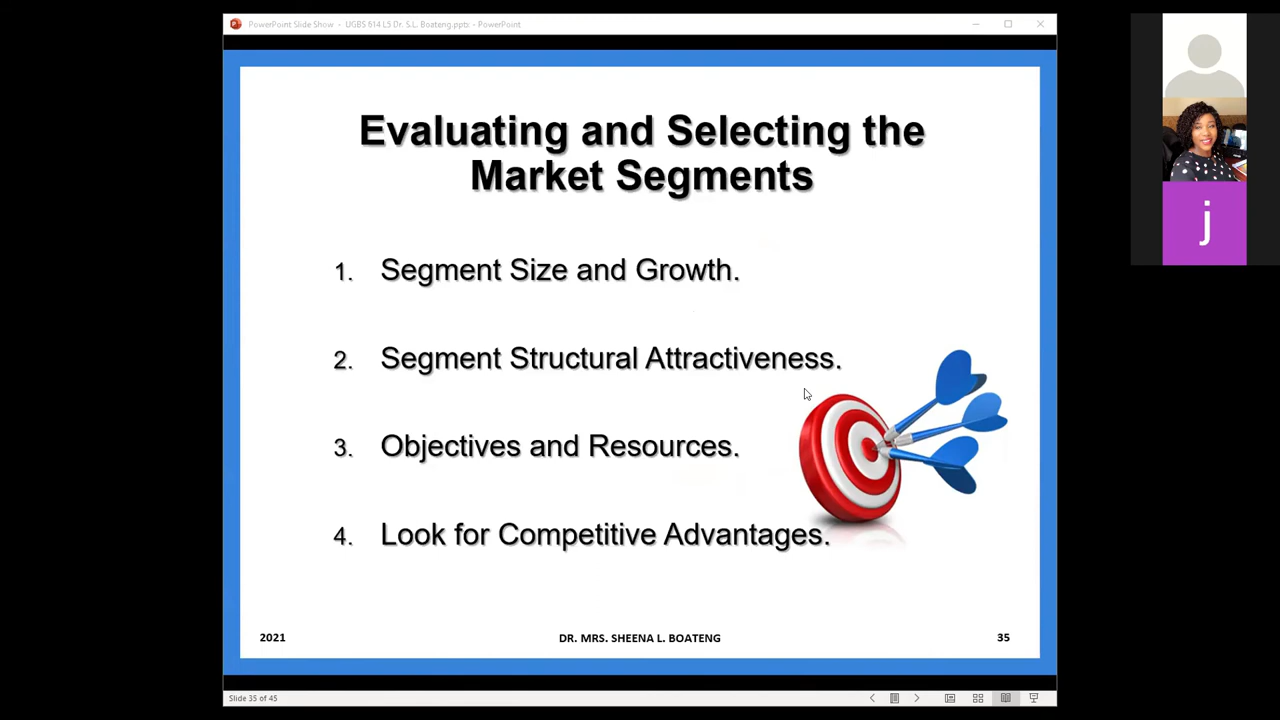 PowerPoint Slide Show - UGBS 614 L5 Dr. S.L. Boateng.pptx - PowerPoint
Evaluating and Selecting the
Market Segments
1. Segment Size and Growth.
2. Segment Structural Attractiveness.
3. Objectives and Resources.
4. Look for Competitive Advantages.
2021 DR. MRS. SHEENA L. BOATENG 35
Slide 35 of 45
j